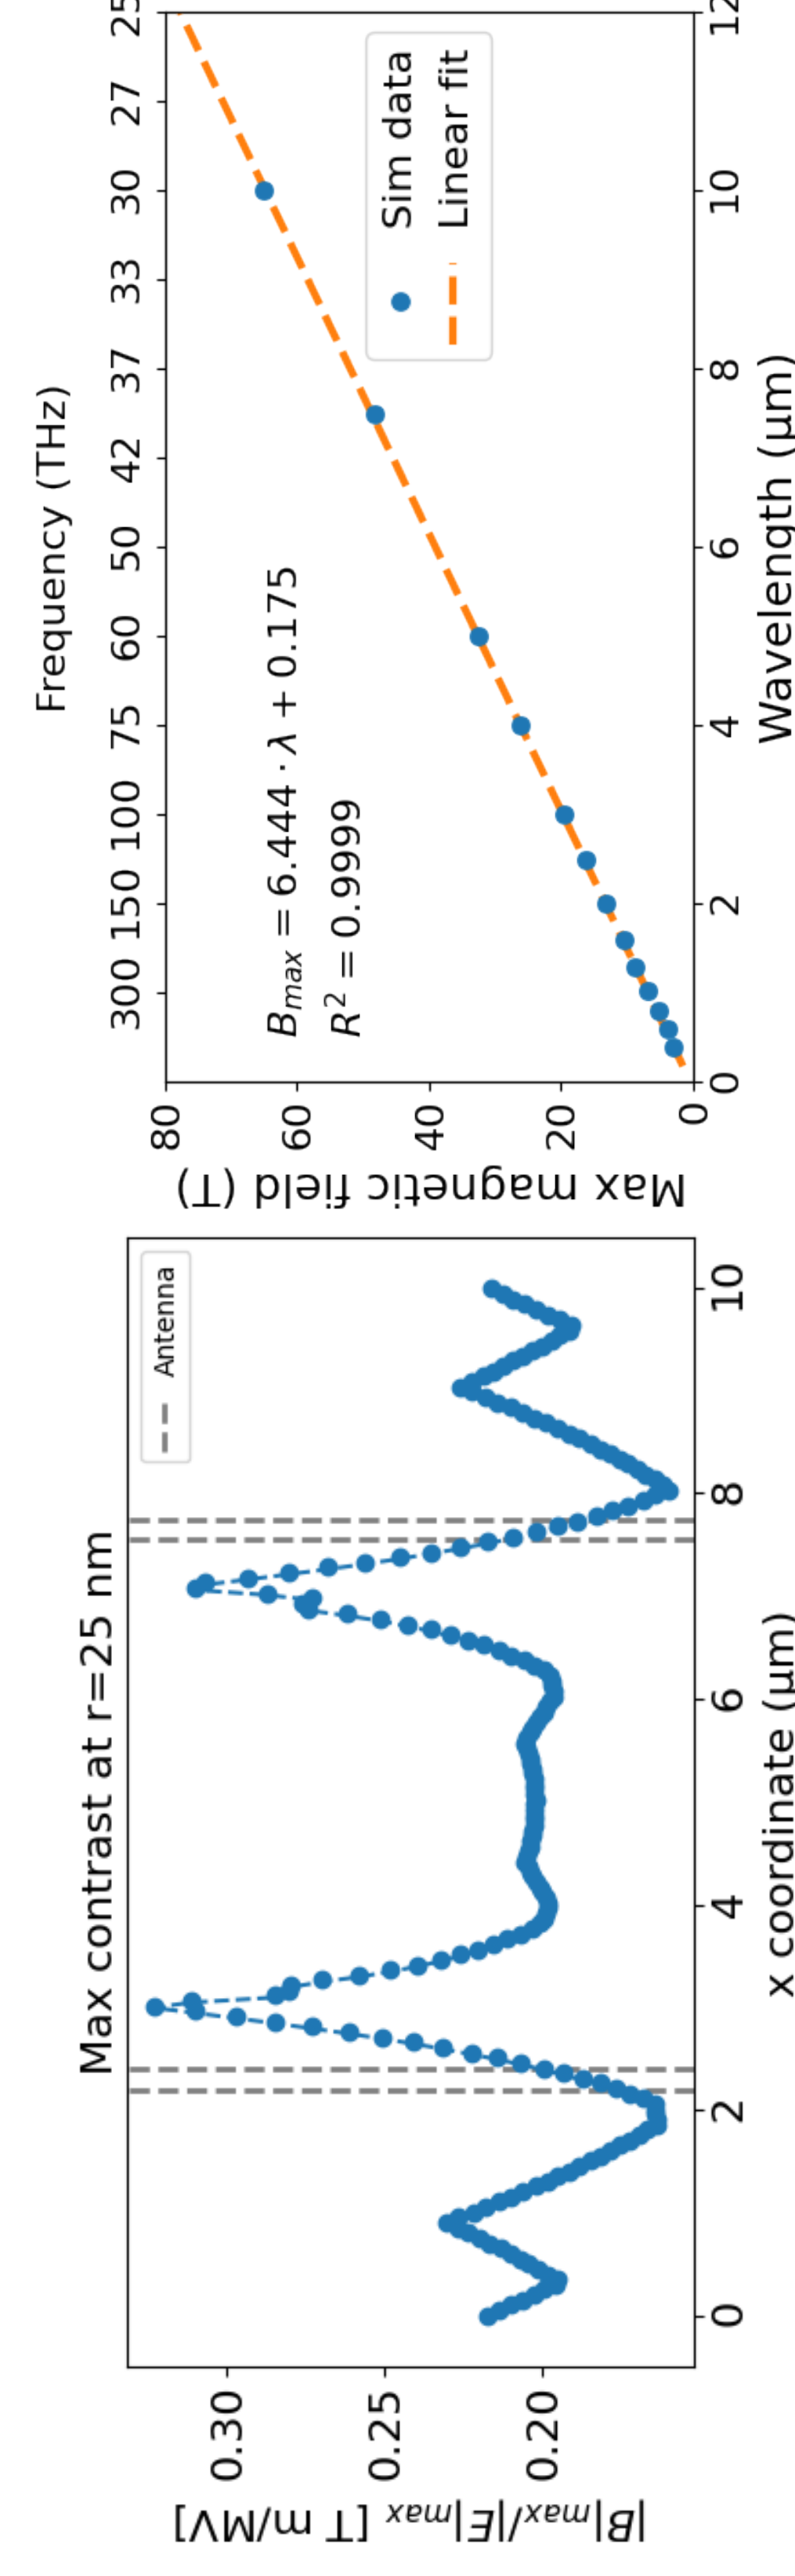 Max contrast at r=25 nm
Antenna
|B|max/|E|max [T m/MV]
0.30
0.25
0.20
0 2 4 6 8 10
x coordinate (μm)
Frequency (THz)
300 150 100 75 60 50 42 37 33 30 27 25
Max magnetic field (T)
80
60
40
20
0
B_max = 6.444 · λ + 0.175
R² = 0.9999
Sim data
Linear fit
0 2 4 6 8 10 12
Wavelength (μm)